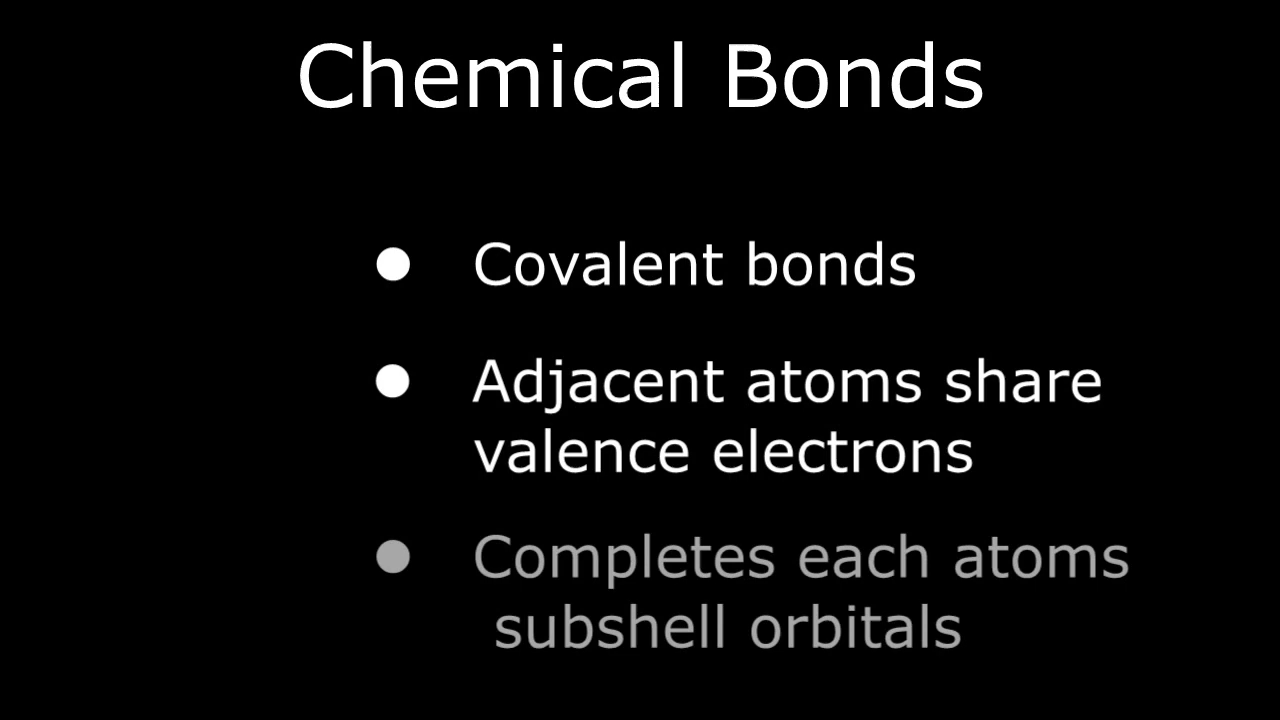 Chemical Bonds
● Covalent bonds
● Adjacent atoms share
valence electrons
● Completes each atoms
subshell orbitals